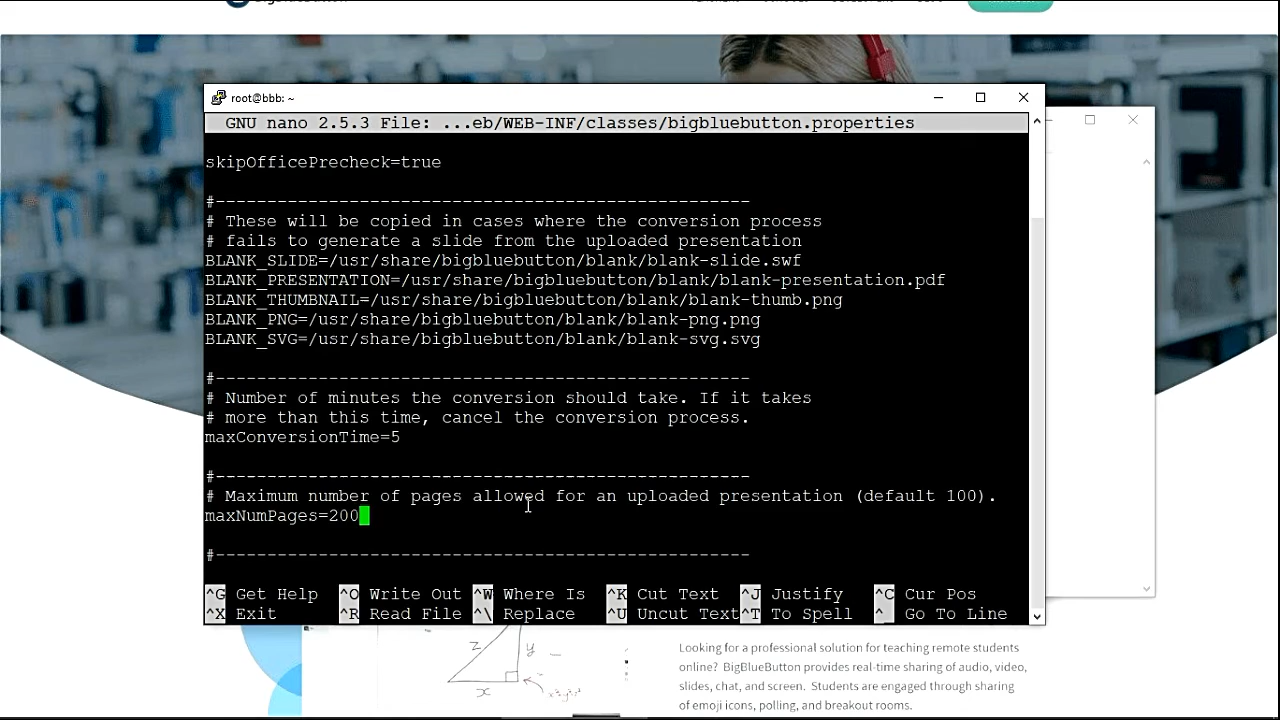 root@bbb: ~
GNU nano 2.5.3 File: ...eb/WEB-INF/classes/bigbluebutton.properties
skipOfficePrecheck=true
#----------------------------------------------------
# These will be copied in cases where the conversion process
# fails to generate a slide from the uploaded presentation
BLANK_SLIDE=/usr/share/bigbluebutton/blank/blank-slide.swf
BLANK_PRESENTATION=/usr/share/bigbluebutton/blank/blank-presentation.pdf
BLANK_THUMBNAIL=/usr/share/bigbluebutton/blank/blank-thumb.png
BLANK_PNG=/usr/share/bigbluebutton/blank/blank-png.png
BLANK_SVG=/usr/share/bigbluebutton/blank/blank-svg.svg
#----------------------------------------------------
# Number of minutes the conversion should take. If it takes
# more than this time, cancel the conversion process.
maxConversionTime=5
#----------------------------------------------------
# Maximum number of pages allowed for an uploaded presentation (default 100).
maxNumPages=200
#----------------------------------------------------
^G Get Help ^O Write Out ^W Where Is ^K Cut Text ^J Justify ^C Cur Pos
^X Exit ^R Read File ^\ Replace ^U Uncut Text ^T To Spell ^_ Go To Line
z y
x
Looking for a professional solution for teaching remote students
online? BigBlueButton provides real-time sharing of audio, video,
slides, chat, and screen. Students are engaged through sharing
of emoji icons, polling, and breakout rooms.